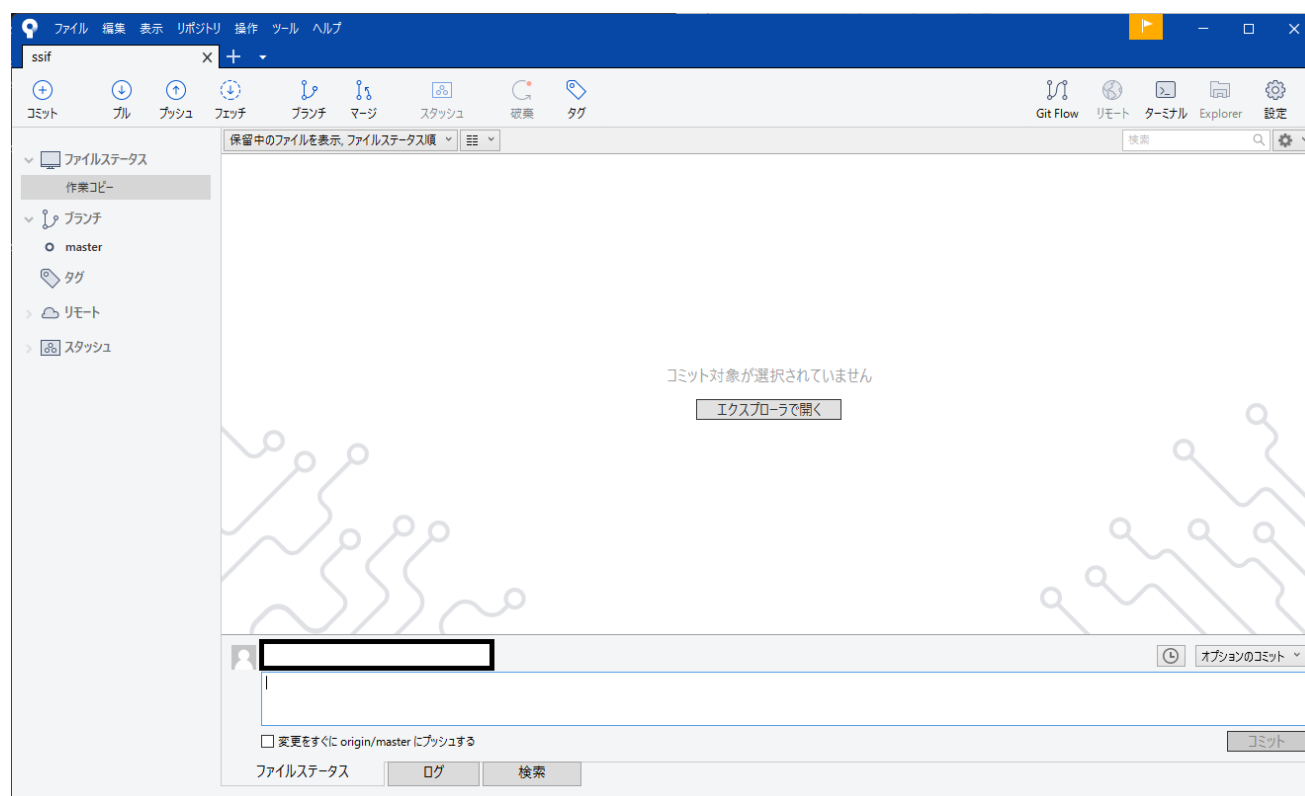 ファイル 編集 表示 リポジトリ 操作 ツール ヘルプ
ssif
コミット プル プッシュ フェッチ ブランチ マージ スタッシュ 破棄 タグ Git Flow リモート ターミナル Explorer 設定
保留中のファイルを表示, ファイルステータス順 検索
ファイルステータス
作業コピー
ブランチ
master
タグ
リモート
スタッシュ
コミット対象が選択されていません
エクスプローラで開く
オプションのコミット
変更をすぐに origin/master にプッシュする コミット
ファイルステータス ログ 検索